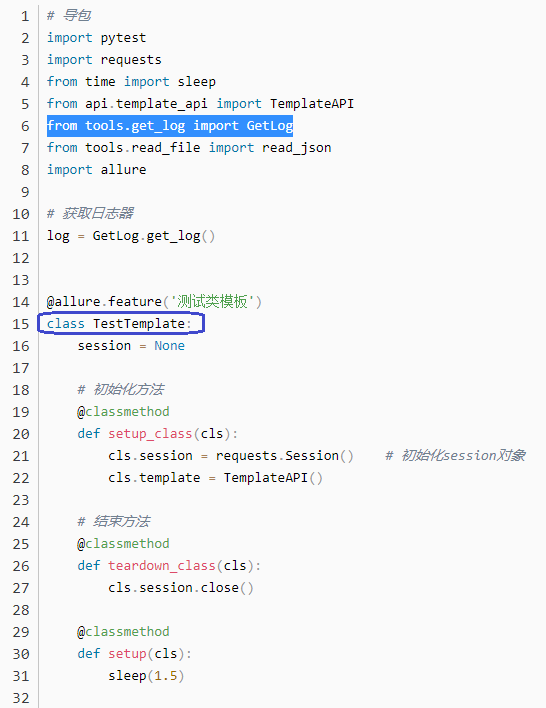 1 # 导包
2 import pytest
3 import requests
4 from time import sleep
5 from api.template_api import TemplateAPI
6 from tools.get_log import GetLog
7 from tools.read_file import read_json
8 import allure
9
10 # 获取日志器
11 log = GetLog.get_log()
12
13
14 @allure.feature('测试类模板')
15 class TestTemplate:
16     session = None
17
18     # 初始化方法
19     @classmethod
20     def setup_class(cls):
21         cls.session = requests.Session()    # 初始化session对象
22         cls.template = TemplateAPI()
23
24     # 结束方法
25     @classmethod
26     def teardown_class(cls):
27         cls.session.close()
28
29     @classmethod
30     def setup(cls):
31         sleep(1.5)
32